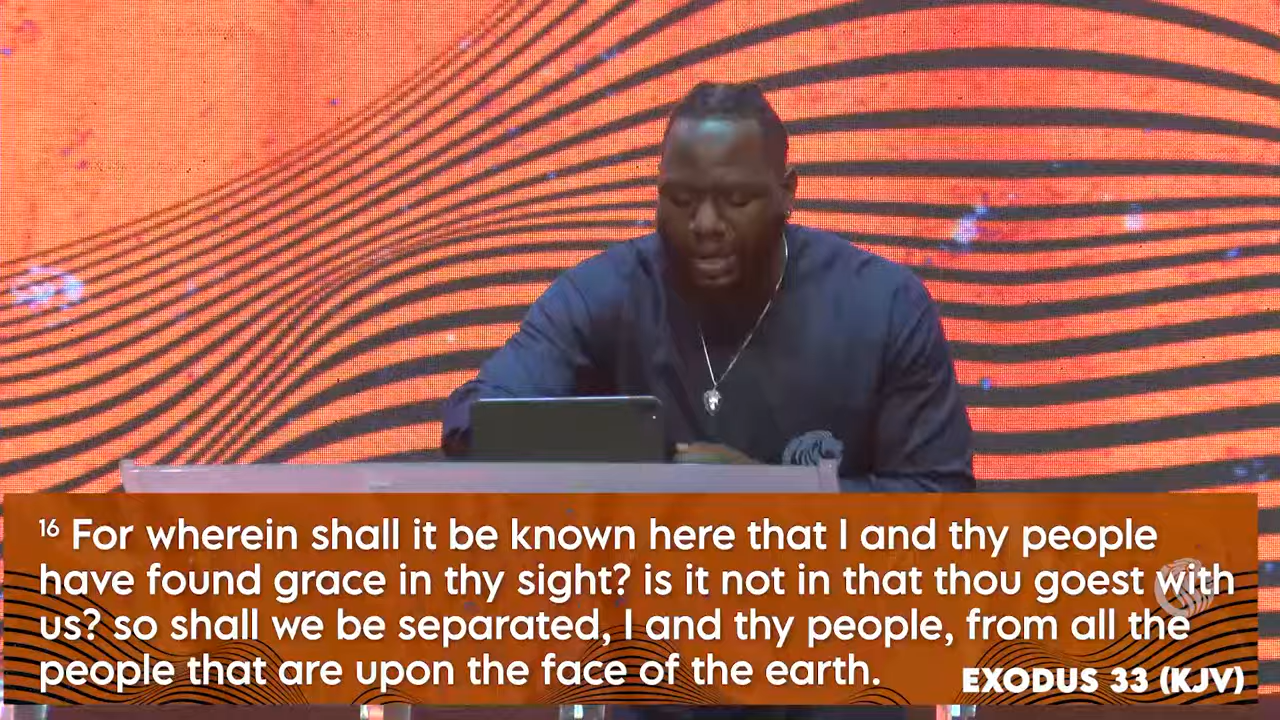 16 For wherein shall it be known here that I and thy people
have found grace in thy sight? is it not in that thou goest with
us? so shall we be separated, I and thy people, from all the
people that are upon the face of the earth.
EXODUS 33 (KJV)